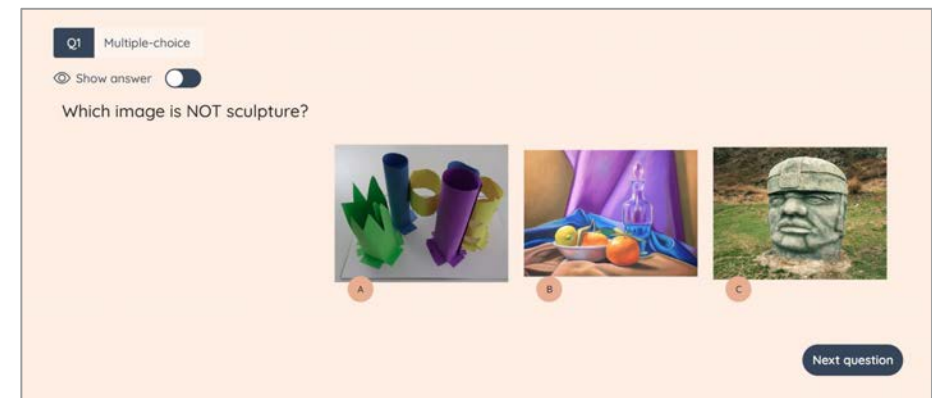 Q1 Multiple-choice
Show answer
Which image is NOT sculpture?
A
B
C
Next question